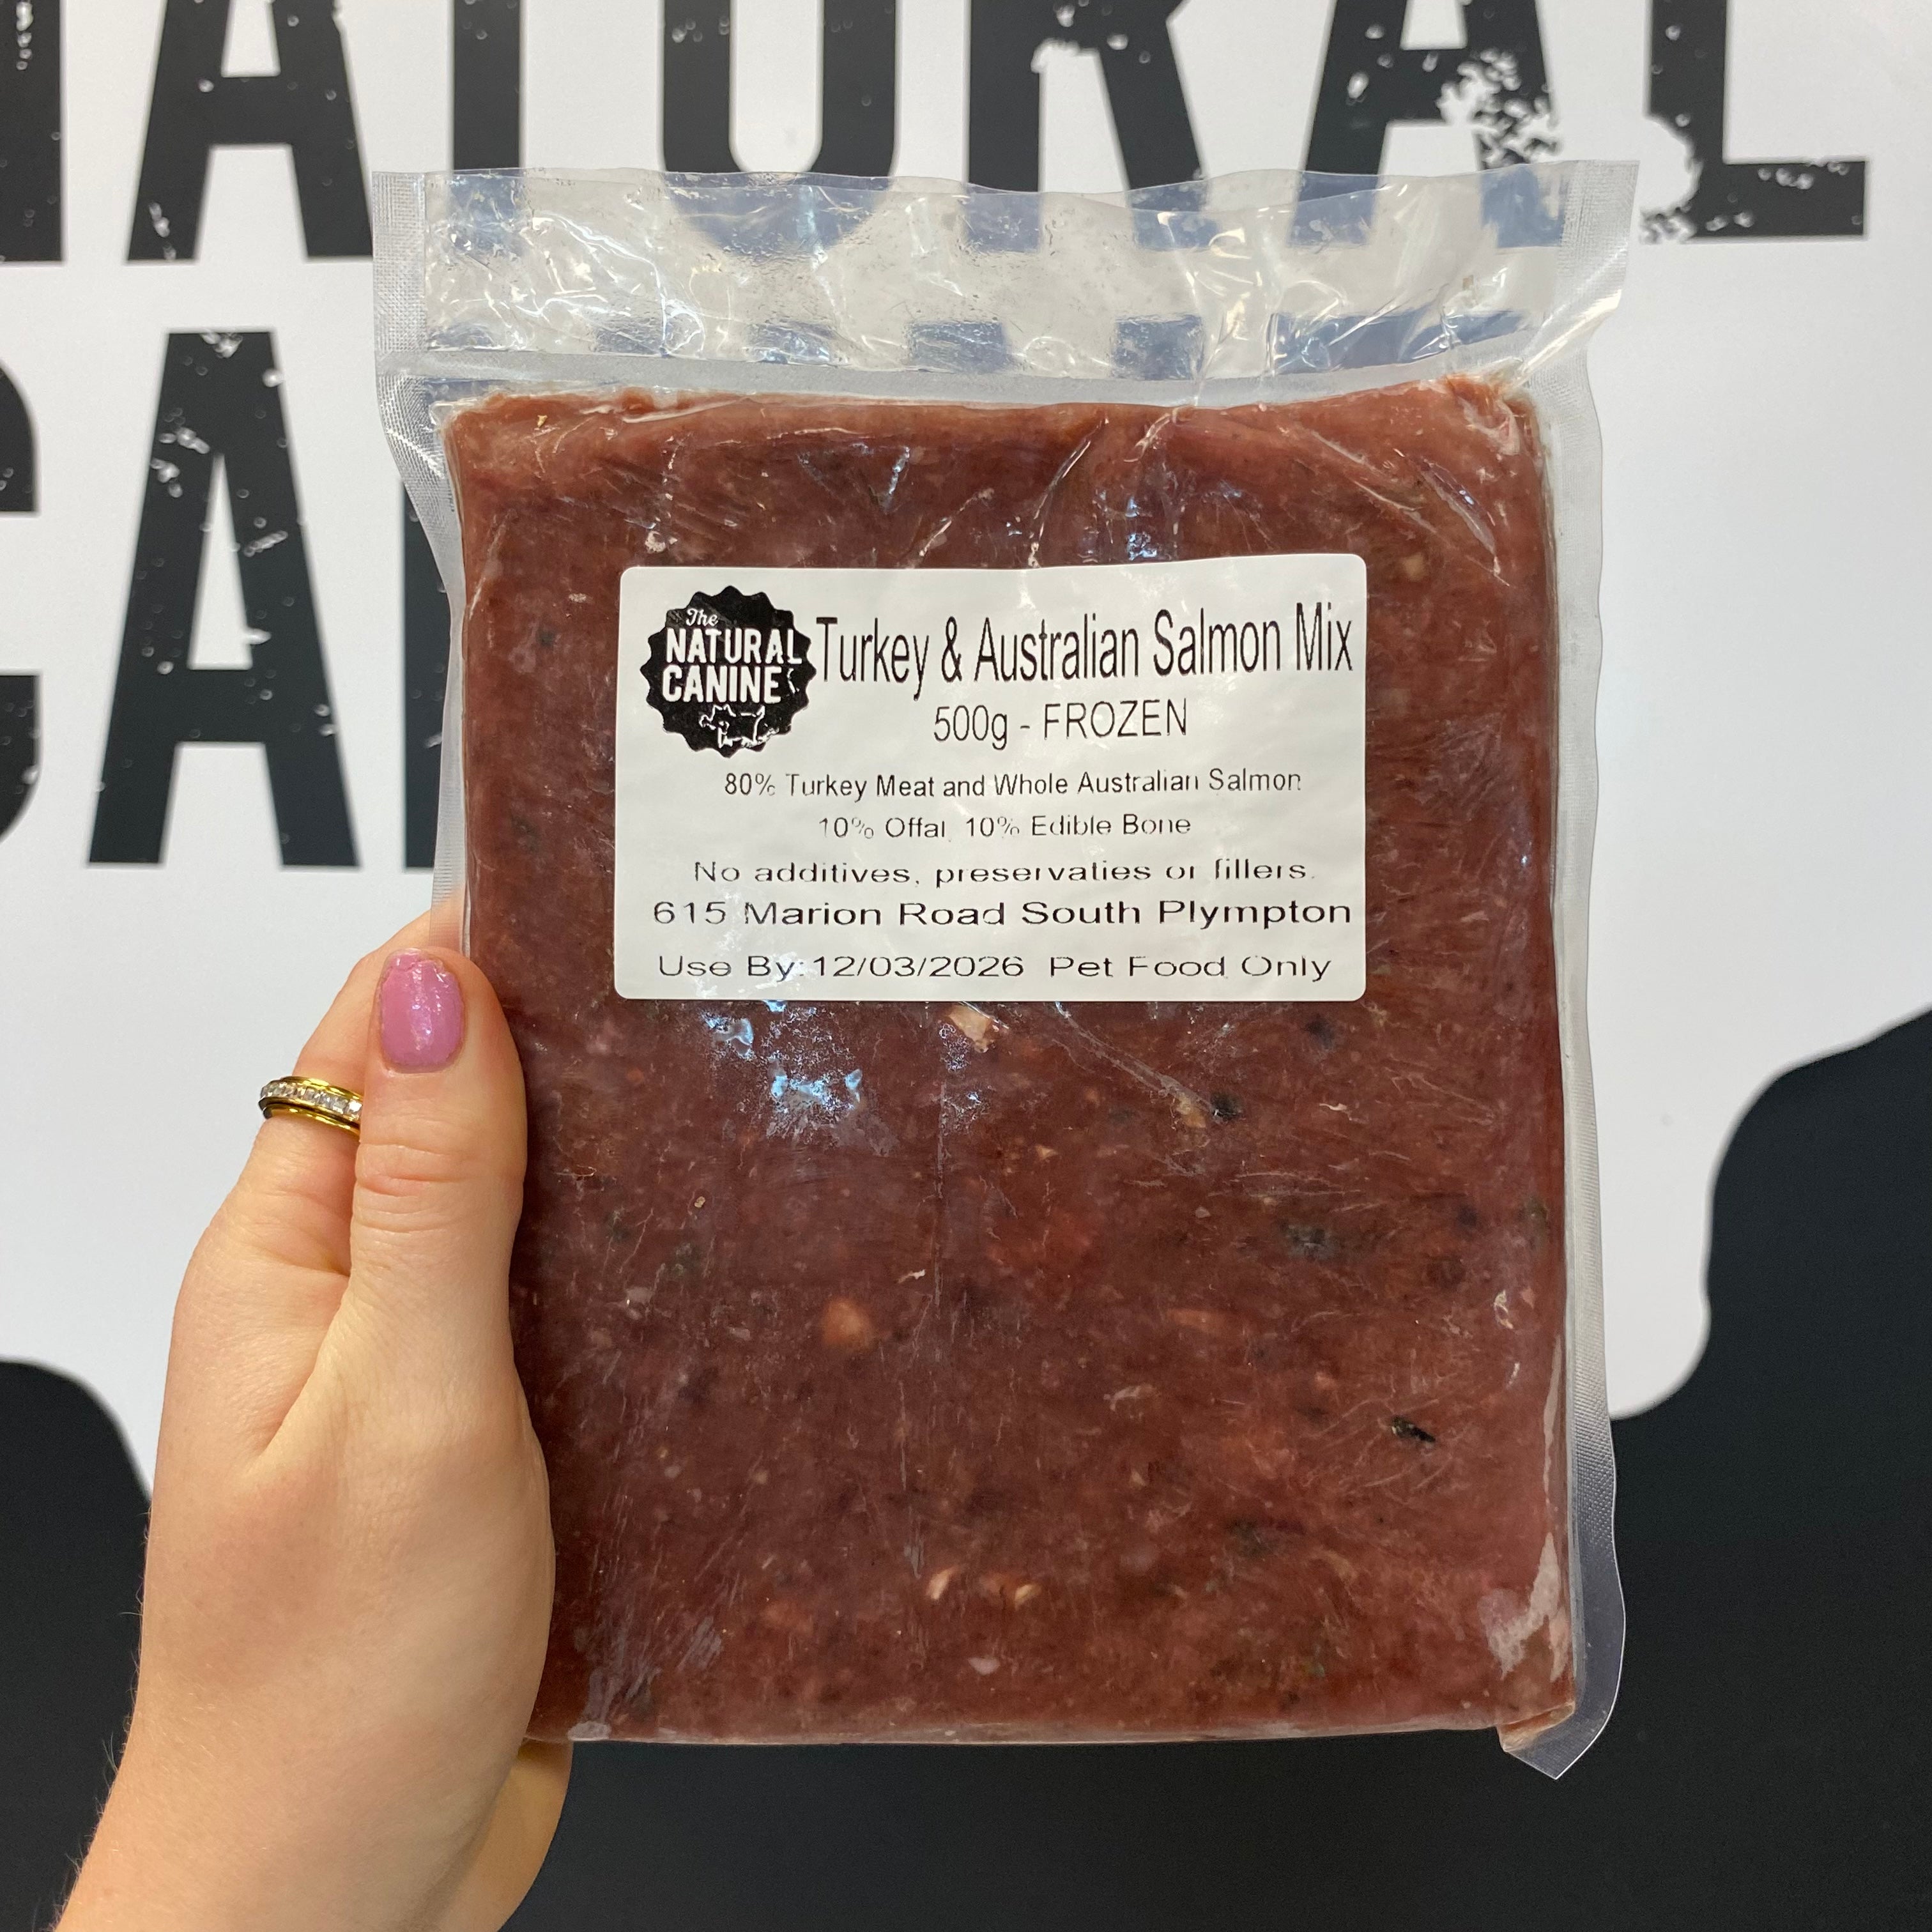 NATURAL
CAN
The
NATURAL
CANINE
Turkey & Australian Salmon Mix
500g - FROZEN
80% Turkey Meat and Whole Australian Salmon
10% Offal, 10% Edible Bone
No additives, preservaties or fillers.
615 Marion Road South Plympton
Use By:12/03/2026 Pet Food Only